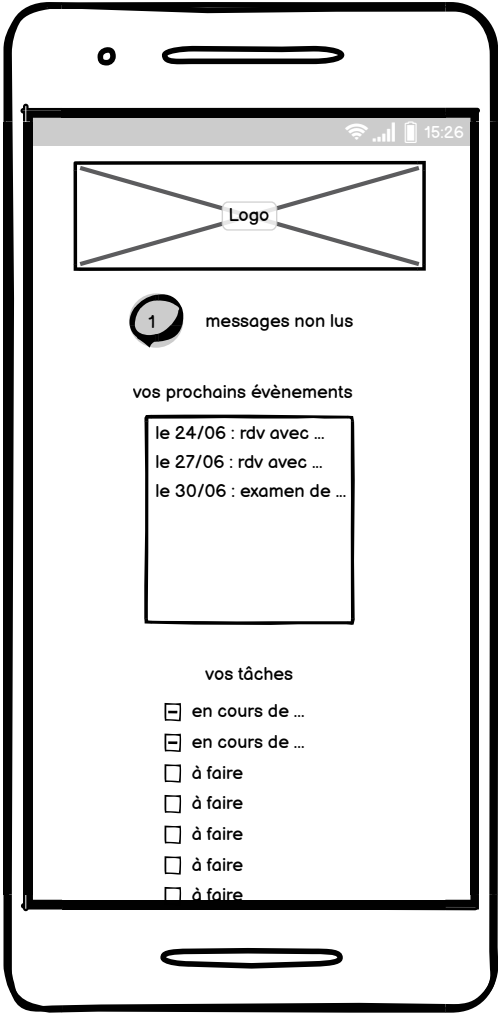 15:26
Logo
1 messages non lus
vos prochains évènements
le 24/06 : rdv avec ...
le 27/06 : rdv avec ...
le 30/06 : examen de ...
vos tâches
en cours de ...
en cours de ...
à faire
à faire
à faire
à faire
à faire